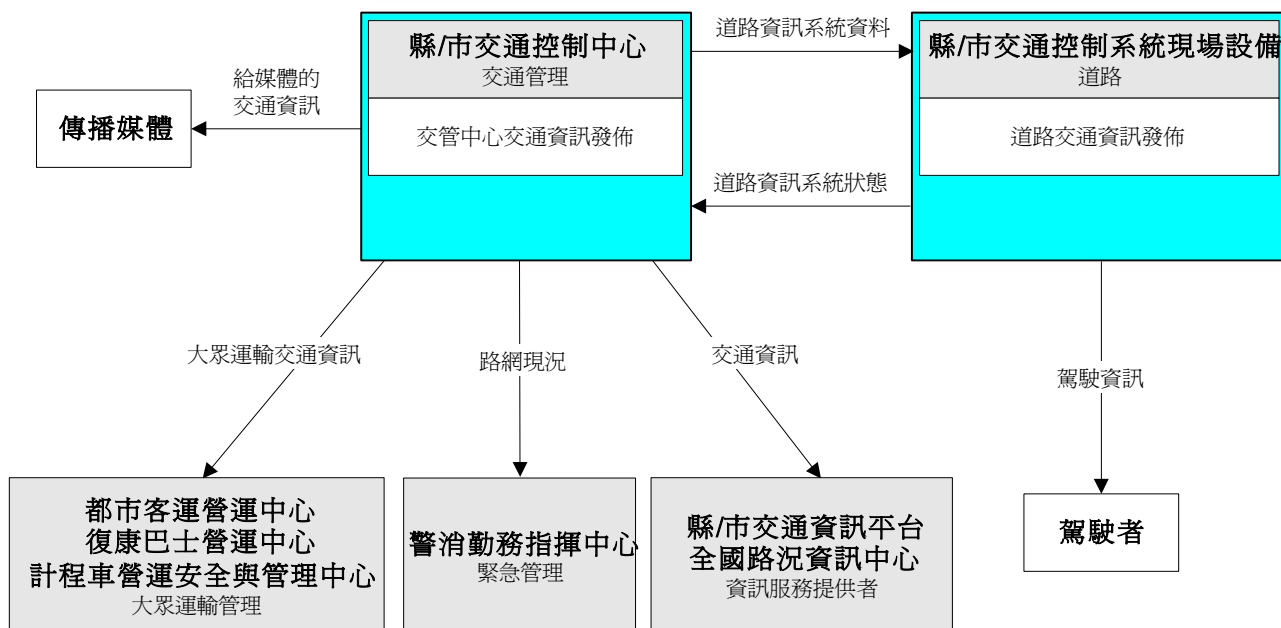 縣/市交通控制中心
交通管理
交管中心交通資訊發佈
道路資訊系統資料
縣/市交通控制系統現場設備
道路
道路交通資訊發佈
給媒體的
交通資訊
傳播媒體
道路資訊系統狀態
大眾運輸交通資訊
路網現況
交通資訊
駕駛資訊
都市客運營運中心
復康巴士營運中心
計程車營運安全與管理中心
大眾運輸管理
警消勤務指揮中心
緊急管理
縣/市交通資訊平台
全國路況資訊中心
資訊服務提供者
駕駛者